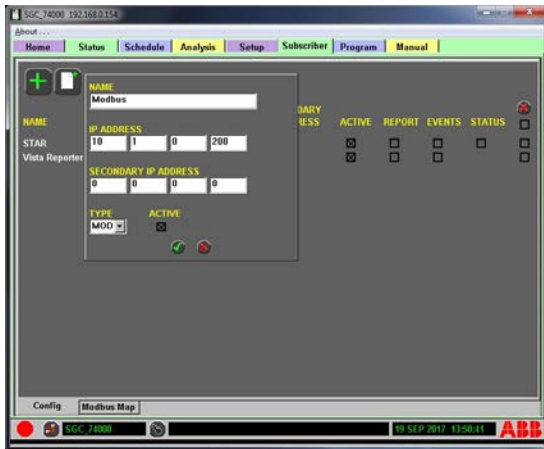 SGC_74000 192.168.0.154
About...
Home Status Schedule Analysis Setup Subscriber Program Manual
NAME
Modbus
IP ADDRESS
10 1 0 200
SECONDARY IP ADDRESS
0 0 0 0
TYPE ACTIVE
MOD
NAME
STAR
Vista Reporter
DARY
RESS ACTIVE REPORT EVENTS STATUS
Config Modbus Map
SGC_74000 19 SEP 2017 13:50:41 ABB